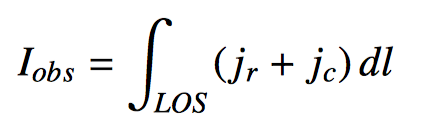 I_{obs} = \int_{LOS} (j_r + j_c) dl